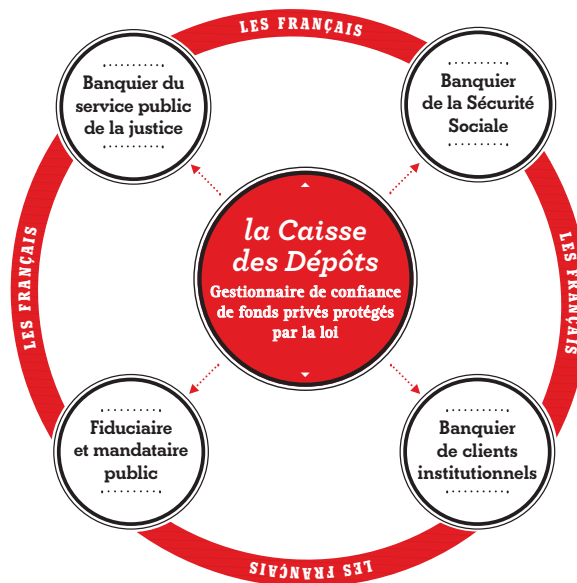 LES FRANÇAIS
Banquier du
service public
de la justice
Banquier
de la Sécurité
Sociale
LES FRANÇAIS
la Caisse
des Dépôts
Gestionnaire de confiance
de fonds privés protégés
par la loi
LES FRANÇAIS
Fiduciaire
et mandataire
public
Banquier
de clients
institutionnels
LES FRANÇAIS